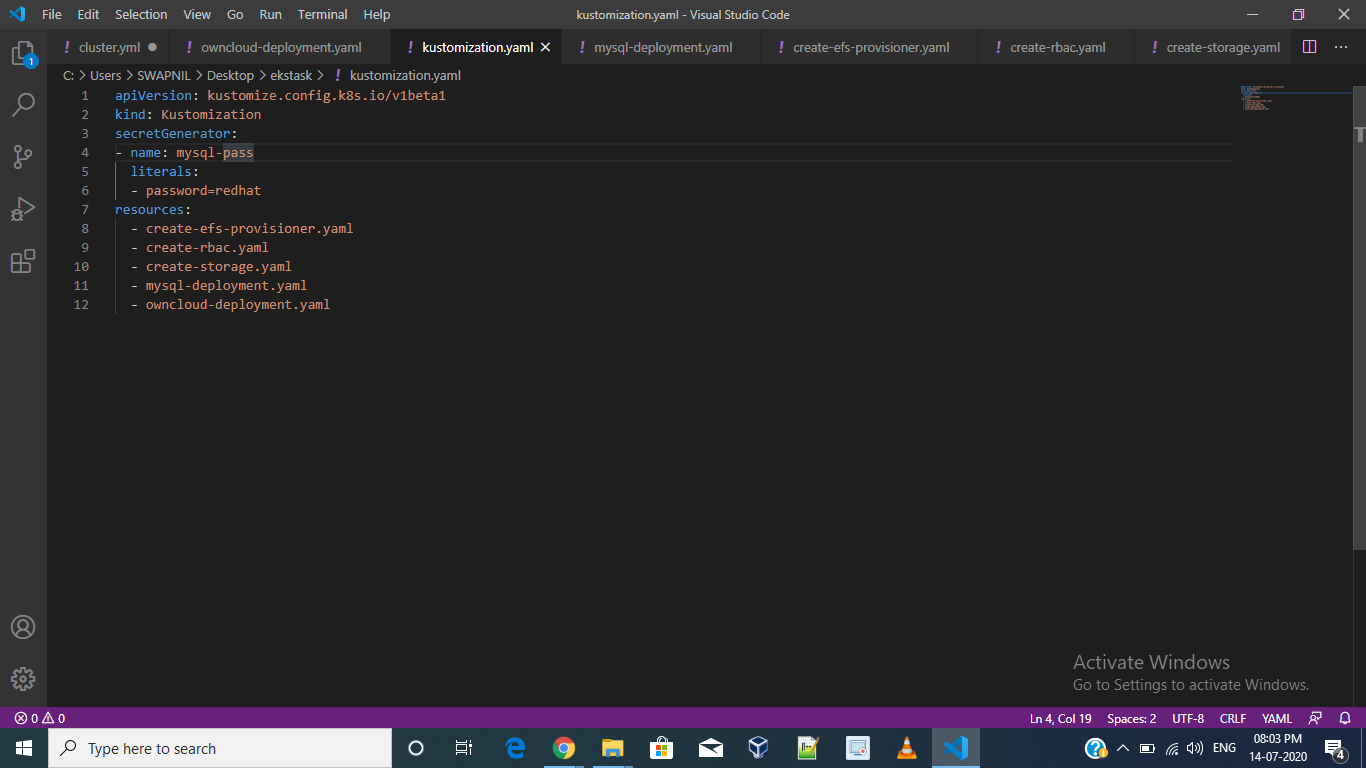 File Edit Selection View Go Run Terminal Help kustomization.yaml - Visual Studio Code
! cluster.yml ! owncloud-deployment.yaml ! kustomization.yaml ! mysql-deployment.yaml ! create-efs-provisioner.yaml ! create-rbac.yaml ! create-storage.yaml
C: > Users > SWAPNIL > Desktop > ekstask > ! kustomization.yaml
1 apiVersion: kustomize.config.k8s.io/v1beta1
2 kind: Kustomization
3 secretGenerator:
4 - name: mysql-pass
5 literals:
6 - password=redhat
7 resources:
8 - create-efs-provisioner.yaml
9 - create-rbac.yaml
10 - create-storage.yaml
11 - mysql-deployment.yaml
12 - owncloud-deployment.yaml
1
Activate Windows
Go to Settings to activate Windows.
0 0 Ln 4, Col 19 Spaces: 2 UTF-8 CRLF YAML
Type here to search
ENG 08:03 PM
14-07-2020 4